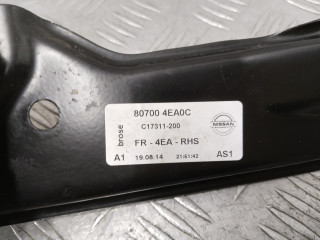 80700 4EA0C
brose
C17311-200
NISSAN
FR - 4EA - RHS
A1 19.08.14 21:51:42 AS1